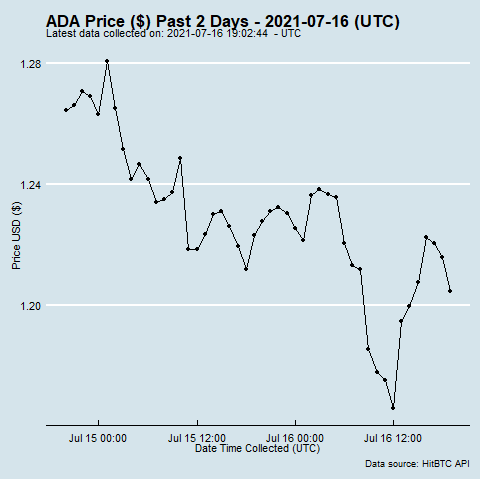 ADA Price ($) Past 2 Days - 2021-07-16 (UTC)
Latest data collected on: 2021-07-16 19:02:44 - UTC
1.28
1.24
1.20
Price USD ($)
Jul 15 00:00 Jul 15 12:00 Jul 16 00:00 Jul 16 12:00
Date Time Collected (UTC)
Data source: HitBTC API